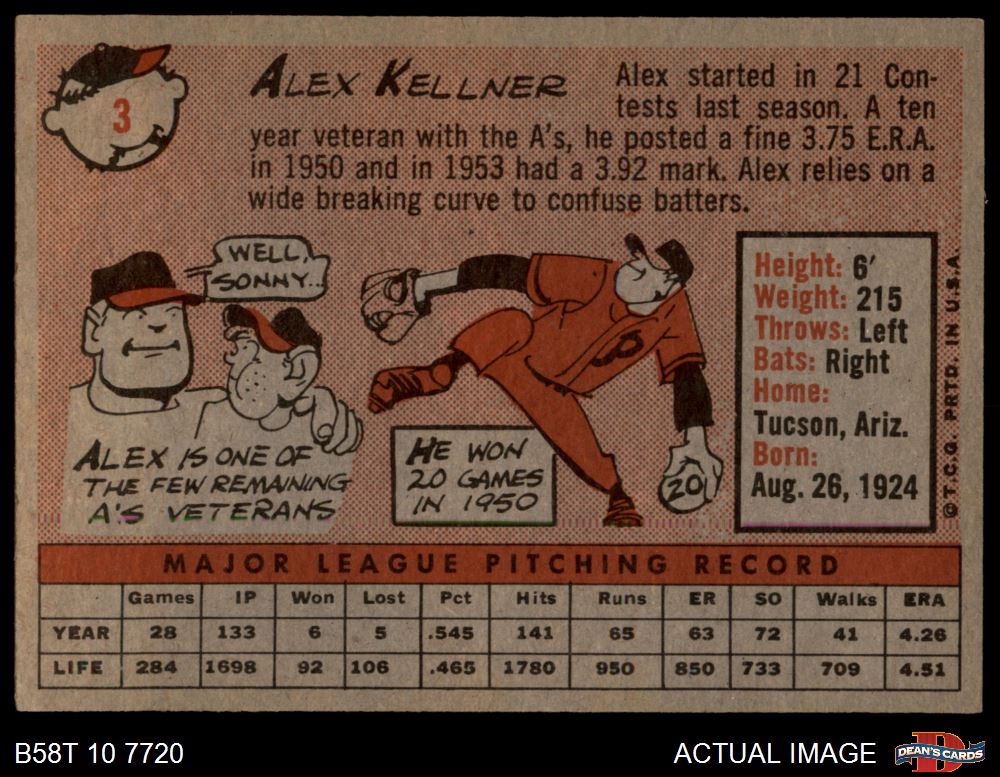 3
ALEX KELLNER
Alex started in 21 Con-
tests last season. A ten
year veteran with the A's, he posted a fine 3.75 E.R.A.
in 1950 and in 1953 had a 3.92 mark. Alex relies on a
wide breaking curve to confuse batters.
WELL,
SONNY...
ALEX IS ONE OF
THE FEW REMAINING
A'S VETERANS
HE WON
20 GAMES
IN 1950
20
Height: 6'
Weight: 215
Throws: Left
Bats: Right
Home:
Tucson, Ariz.
Born:
Aug. 26, 1924
© T.C.G. PRTD. IN U.S.A.
MAJOR LEAGUE PITCHING RECORD
Games IP Won Lost Pct Hits Runs ER SO Walks ERA
YEAR 28 133 6 5 .545 141 65 63 72 41 4.26
LIFE 284 1698 92 106 .465 1780 950 850 733 709 4.51
B58T 10 7720
ACTUAL IMAGE
D
DEAN'S CARDS